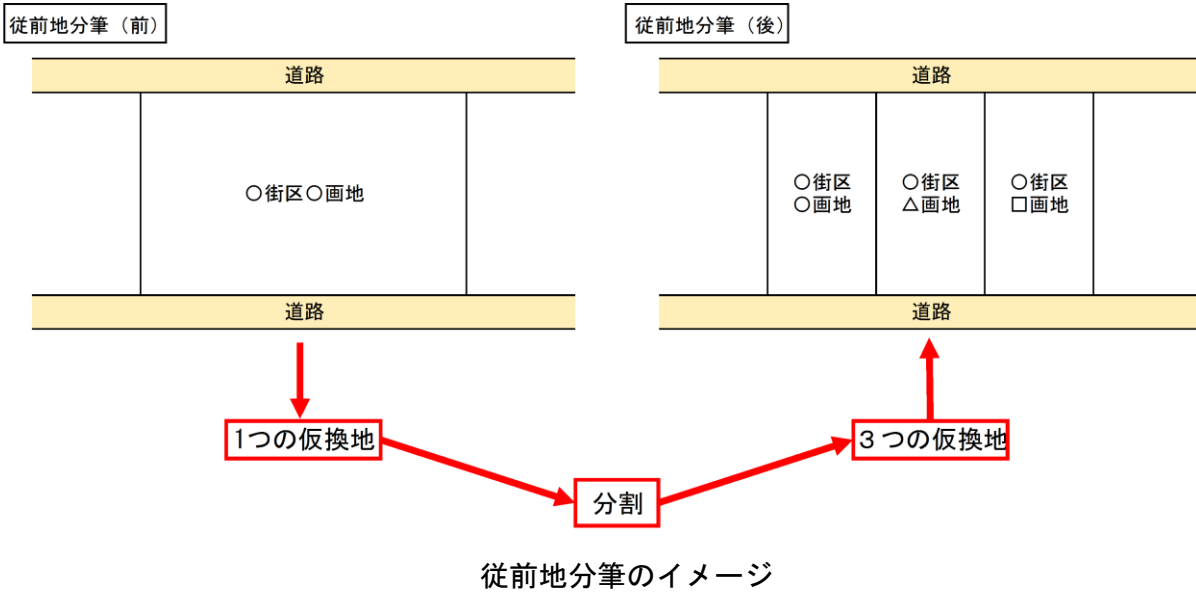 従前地分筆（前）
道路
○街区○画地
道路
1つの仮換地
分割
従前地分筆（後）
道路
○街区
○画地
○街区
△画地
○街区
□画地
道路
３つの仮換地
従前地分筆のイメージ